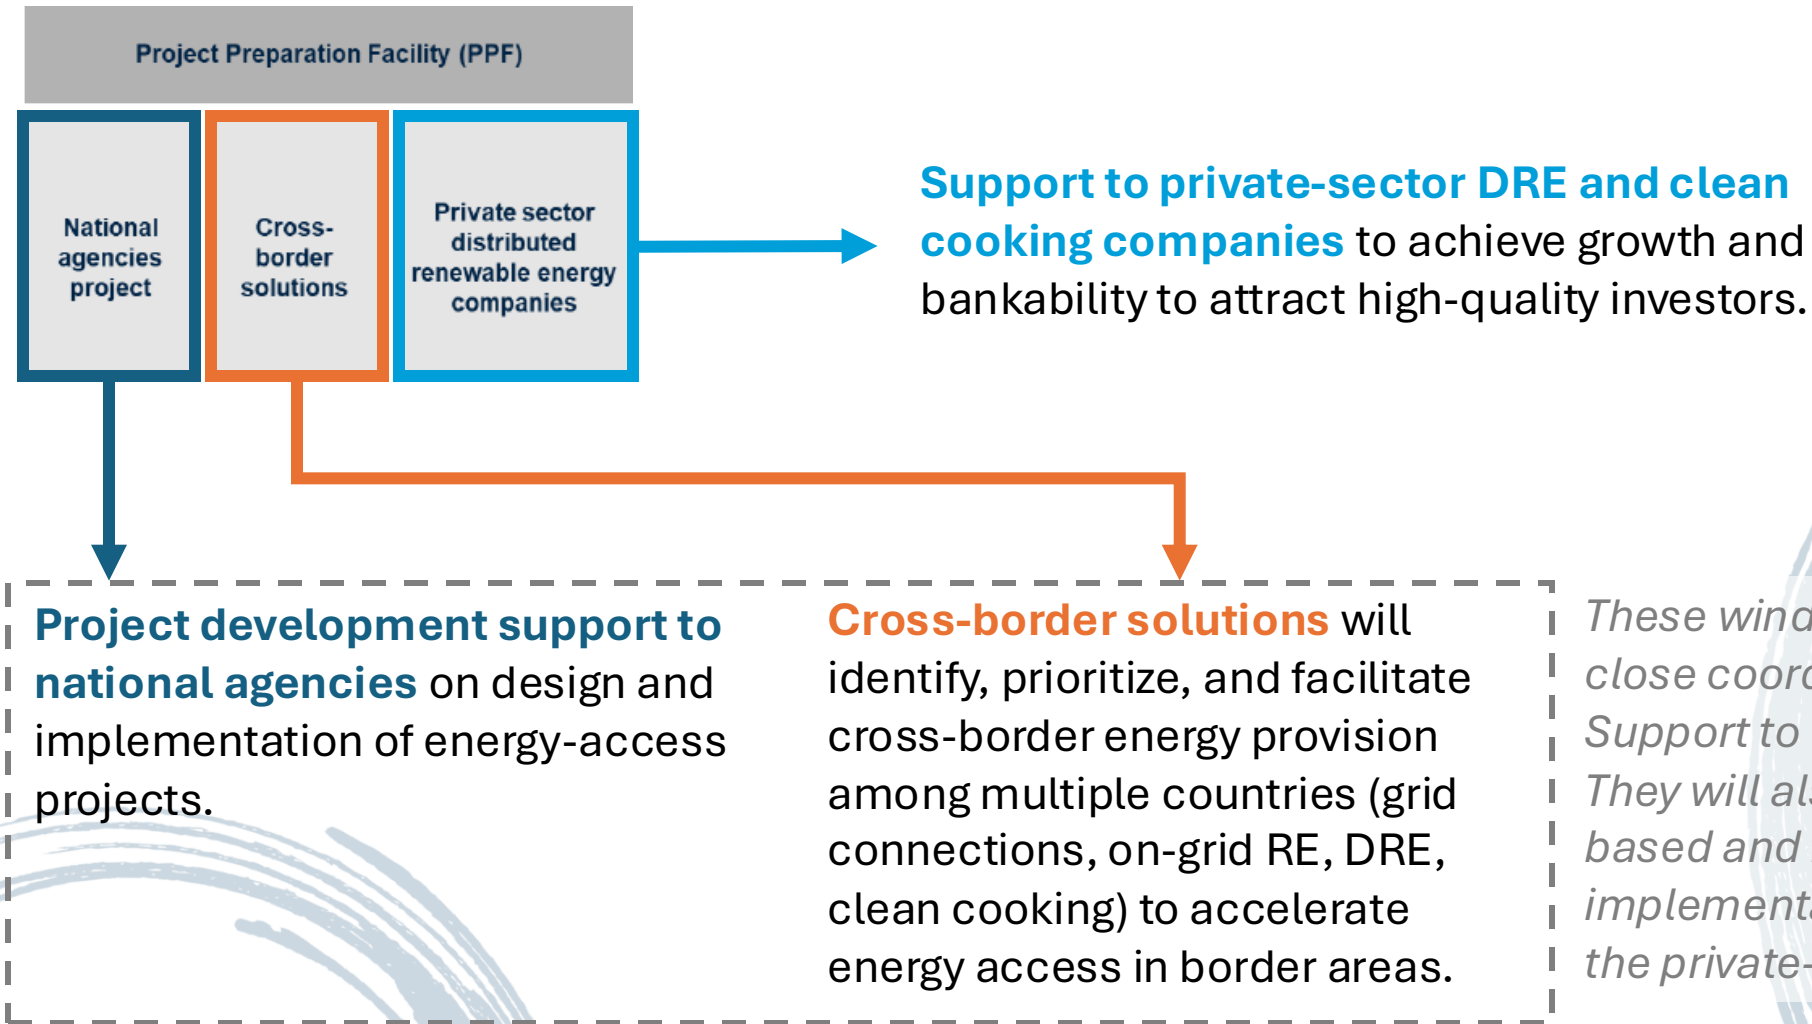 Project Preparation Facility (PPF)
National
agencies
project
Cross-
border
solutions
Private sector
distributed
renewable energy
companies
Support to private-sector DRE and clean
cooking companies to achieve growth and
bankability to attract high-quality investors.
Project development support to
national agencies on design and
implementation of energy-access
projects.
Cross-border solutions will
identify, prioritize, and facilitate
cross-border energy provision
among multiple countries (grid
connections, on-grid RE, DRE,
clean cooking) to accelerate
energy access in border areas.
These
close
Support to
They will
based and
the private-